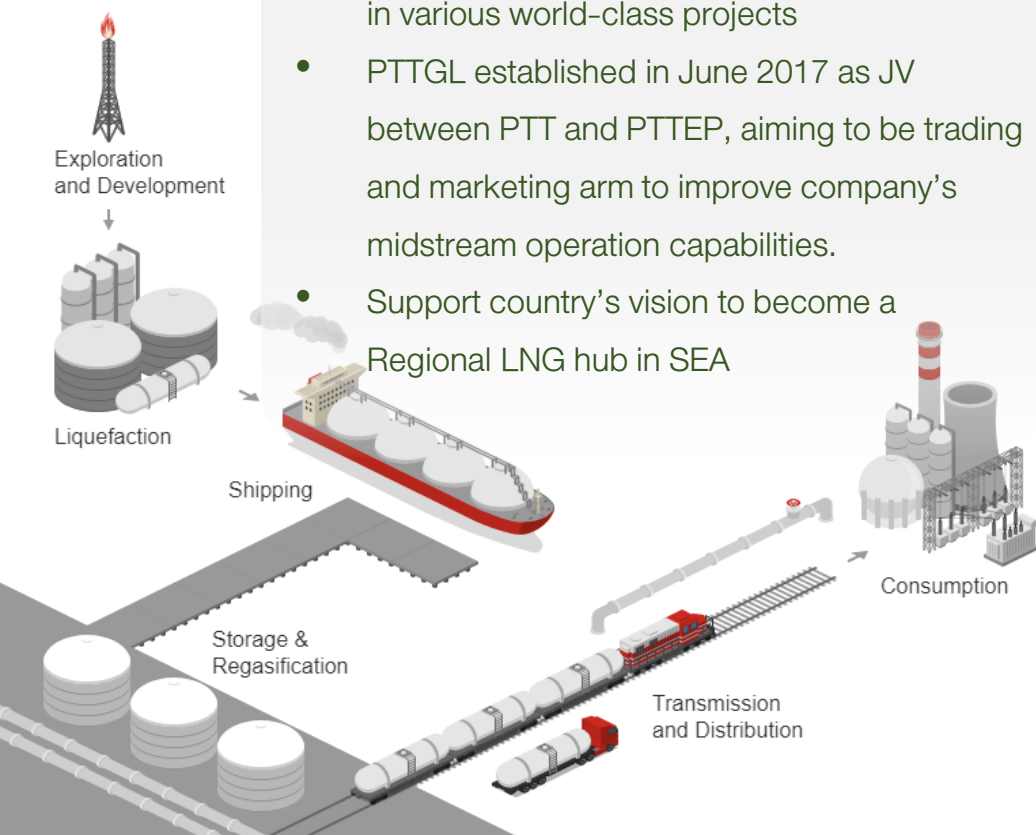 in various world-class projects
• PTTGL established in June 2017 as JV
between PTT and PTTEP, aiming to be trading
and marketing arm to improve company's
midstream operation capabilities.
• Support country's vision to become a
Regional LNG hub in SEA
Exploration
and Development
Liquefaction
Shipping
Storage &
Regasification
Transmission
and Distribution
Consumption